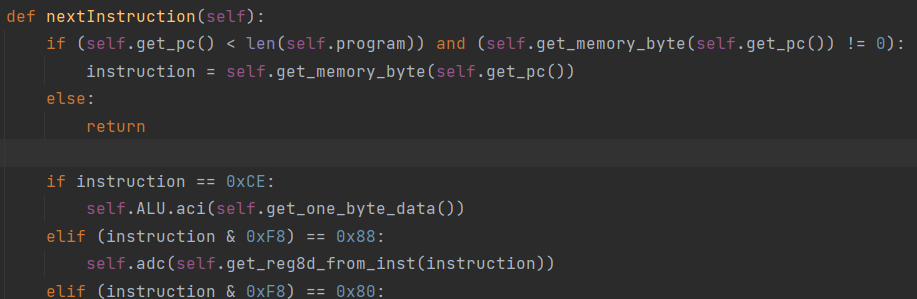 def nextInstruction(self):
    if (self.get_pc() < len(self.program)) and (self.get_memory_byte(self.get_pc()) != 0):
        instruction = self.get_memory_byte(self.get_pc())
    else:
        return
    if instruction == 0xCE:
        self.ALU.aci(self.get_one_byte_data())
    elif (instruction & 0xF8) == 0x88:
        self.adc(self.get_reg8d_from_inst(instruction))
    elif (instruction & 0xF8) == 0x80: